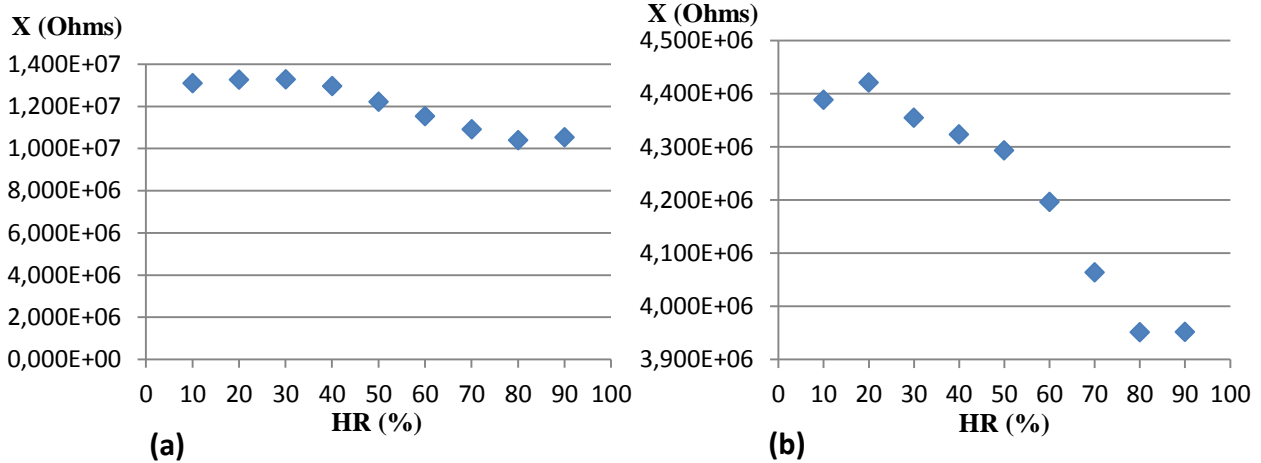 X (Ohms)
1,400E+07
1,200E+07
1,000E+07
8,000E+06
6,000E+06
4,000E+06
2,000E+06
0,000E+00
0 10 20 30 40 50 60 70 80 90 100
HR (%)
(a)
X (Ohms)
4,500E+06
4,400E+06
4,300E+06
4,200E+06
4,100E+06
4,000E+06
3,900E+06
0 10 20 30 40 50 60 70 80 90 100
HR (%)
(b)